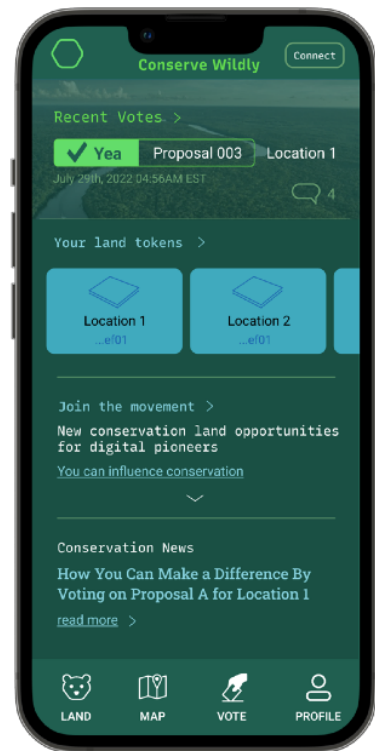 Conserve Wildly
Connect
Recent Votes >
Yea Proposal 003 Location 1
July 29th, 2022 04:56AM EST
4
Your land tokens >
Location 1
...ef01
Location 2
...ef01
Join the movement >
New conservation land opportunities
for digital pioneers
You can influence conservation
Conservation News
How You Can Make a Difference By
Voting on Proposal A for Location 1
read more >
LAND MAP VOTE PROFILE